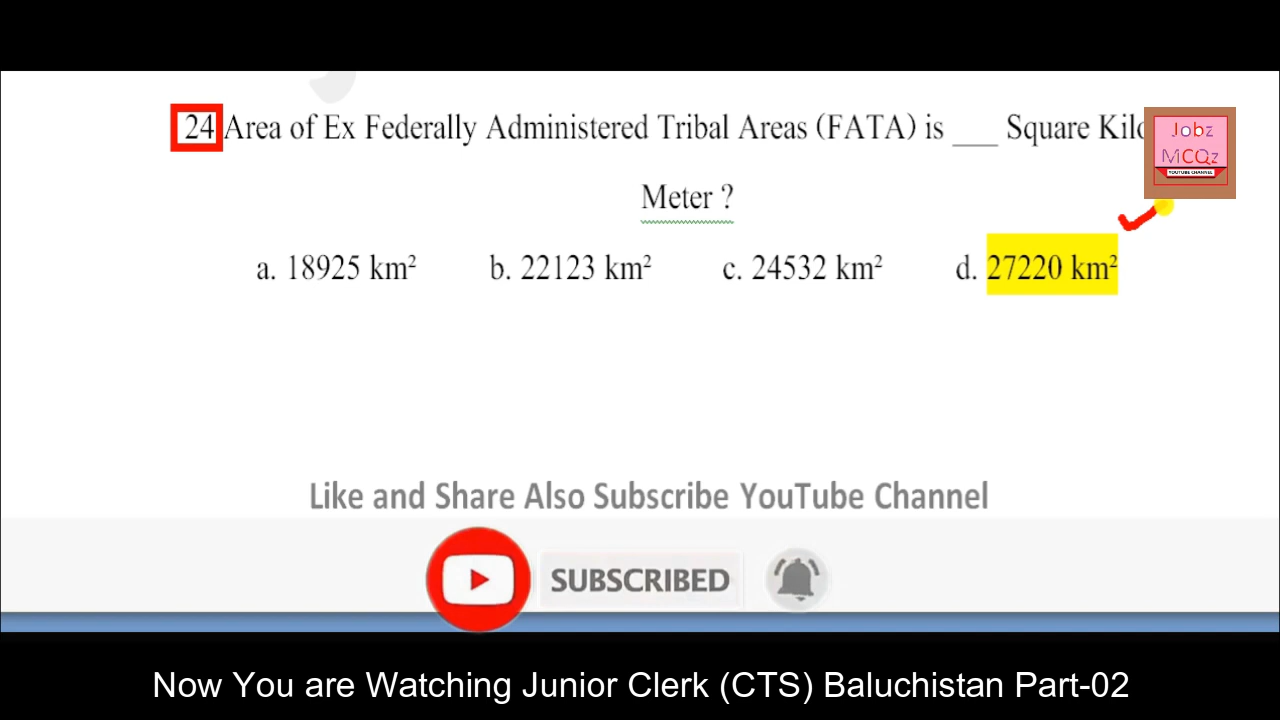 24 Area of Ex Federally Administered Tribal Areas (FATA) is ___ Square Kilo
Jobz
MCQz
YOUTUBE CHANNEL
Meter ?
a. 18925 km² b. 22123 km² c. 24532 km² d. 27220 km²
Like and Share Also Subscribe YouTube Channel
SUBSCRIBED
Now You are Watching Junior Clerk (CTS) Baluchistan Part-02